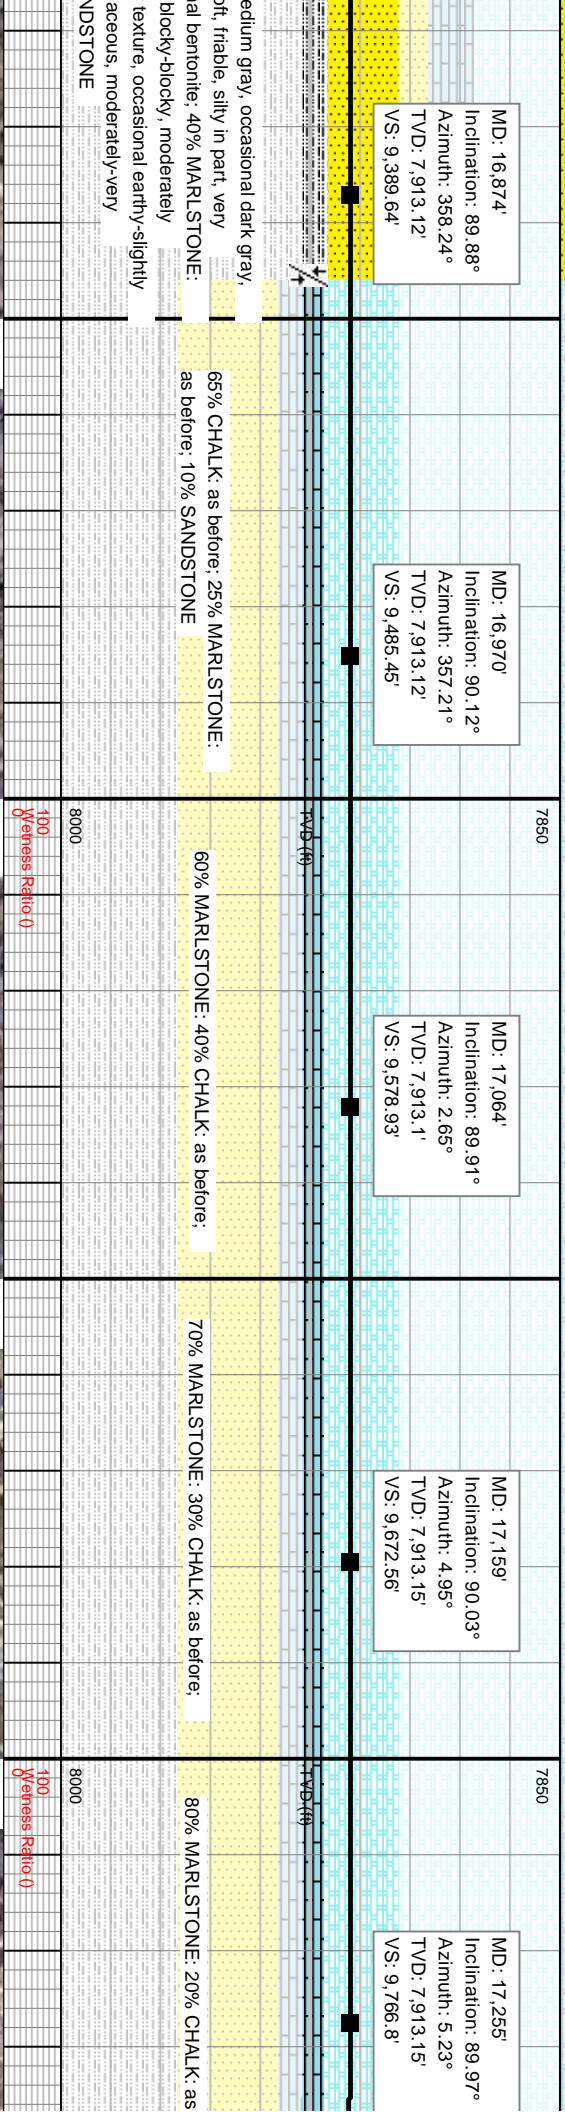 MD: 16,874'
Inclination: 89.88°
Azimuth: 358.24°
TVD: 7,913.12'
VS: 9,389.64'
edium gray, occasional dark gray,
oft, friable, silty in part, very
nal bentonite; 40% MARLSTONE:
blocky-blocky, moderately
texture, occasional earthy-slightly
aceous, moderately-very
NDSTONE
MD: 16,970'
Inclination: 90.12°
Azimuth: 357.21°
TVD: 7,913.12'
VS: 9,485.45'
65% CHALK: as before; 25% MARLSTONE:
as before; 10% SANDSTONE
7850
TVD (ft)
8000
100
Wetness Ratio ()
0
MD: 17,064'
Inclination: 89.91°
Azimuth: 2.65°
TVD: 7,913.1'
VS: 9,578.93'
60% MARLSTONE: 40% CHALK: as before;
MD: 17,159'
Inclination: 90.03°
Azimuth: 4.95°
TVD: 7,913.15'
VS: 9,672.56'
70% MARLSTONE: 30% CHALK: as before;
7850
TVD (ft)
8000
100
Wetness Ratio ()
0
MD: 17,255'
Inclination: 89.97°
Azimuth: 5.23°
TVD: 7,913.15'
VS: 9,766.8'
80% MARLSTONE: 20% CHALK: as